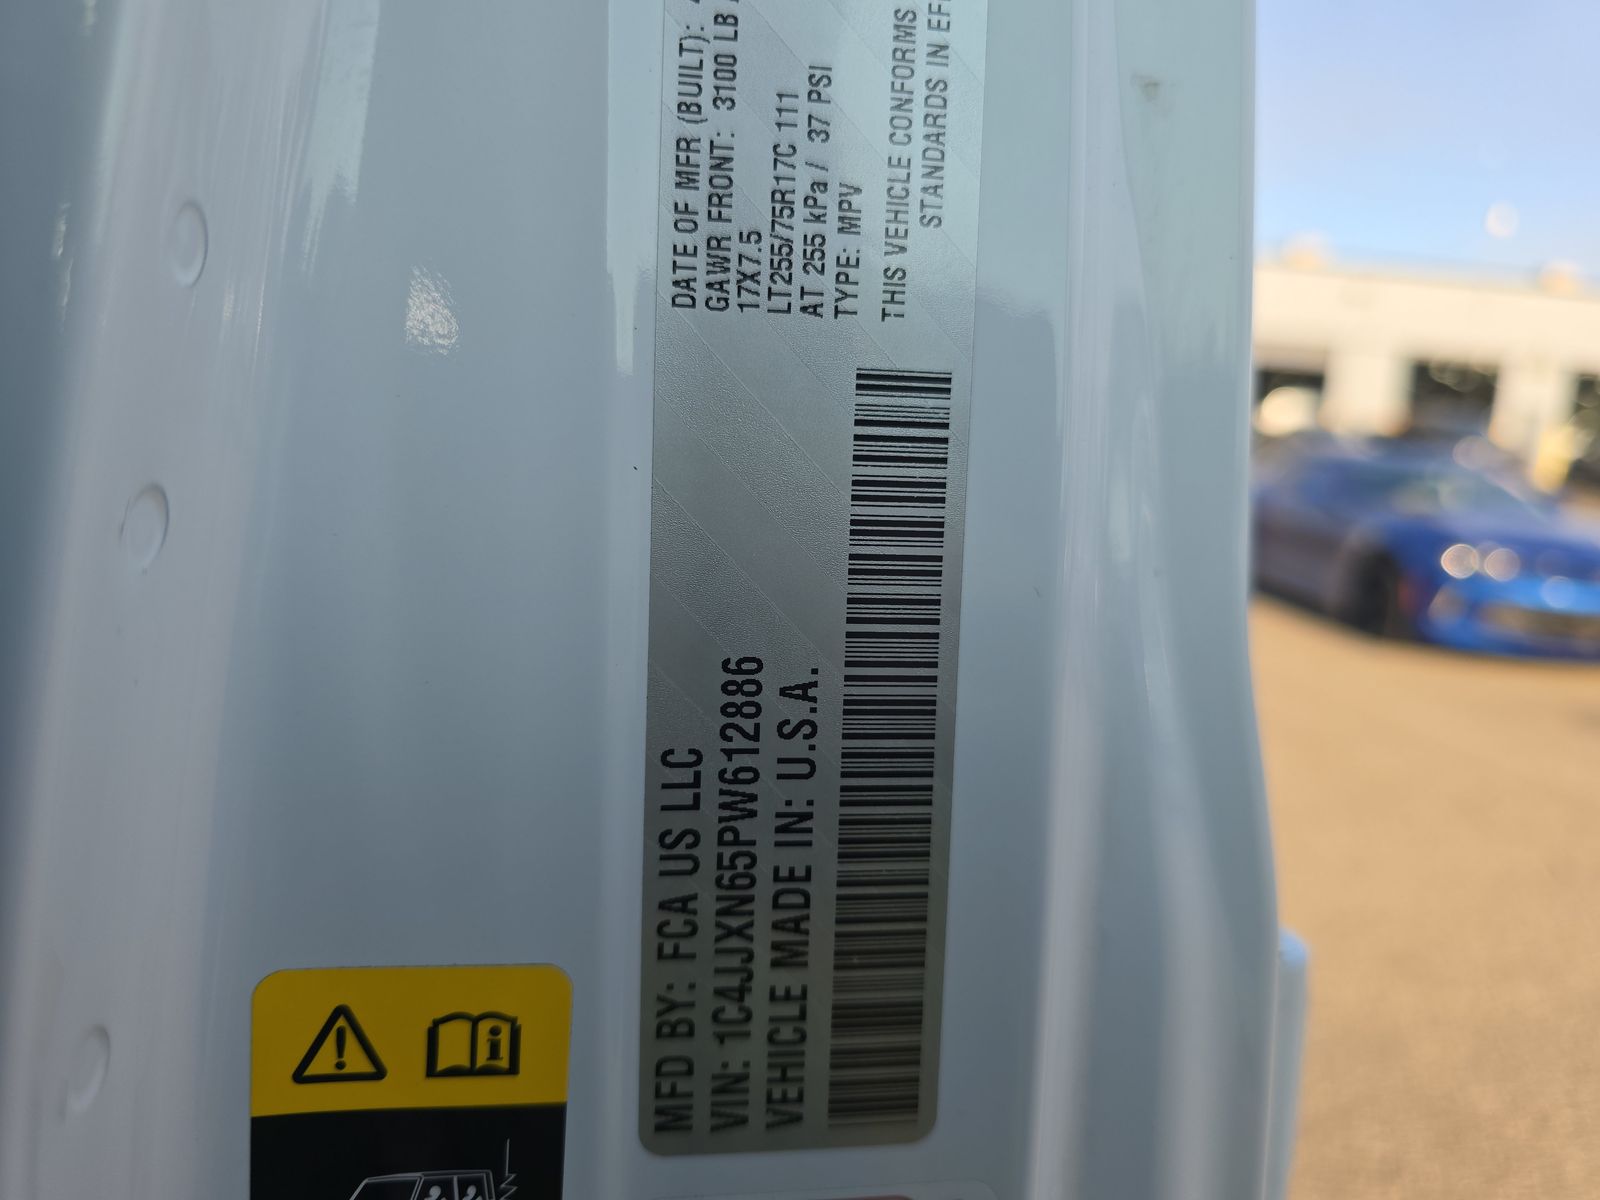 MFD BY: FCA US LLC
VIN: 1C4JJXN65PW612886
VEHICLE MADE IN: U.S.A.
DATE OF MFR (BUILT):
GAWR FRONT: 3100 LB
17X7.5
LT255/75R17C 111
AT 255 kPa / 37 PSI
TYPE: MPV
THIS VEHICLE CONFORMS
STANDARDS IN